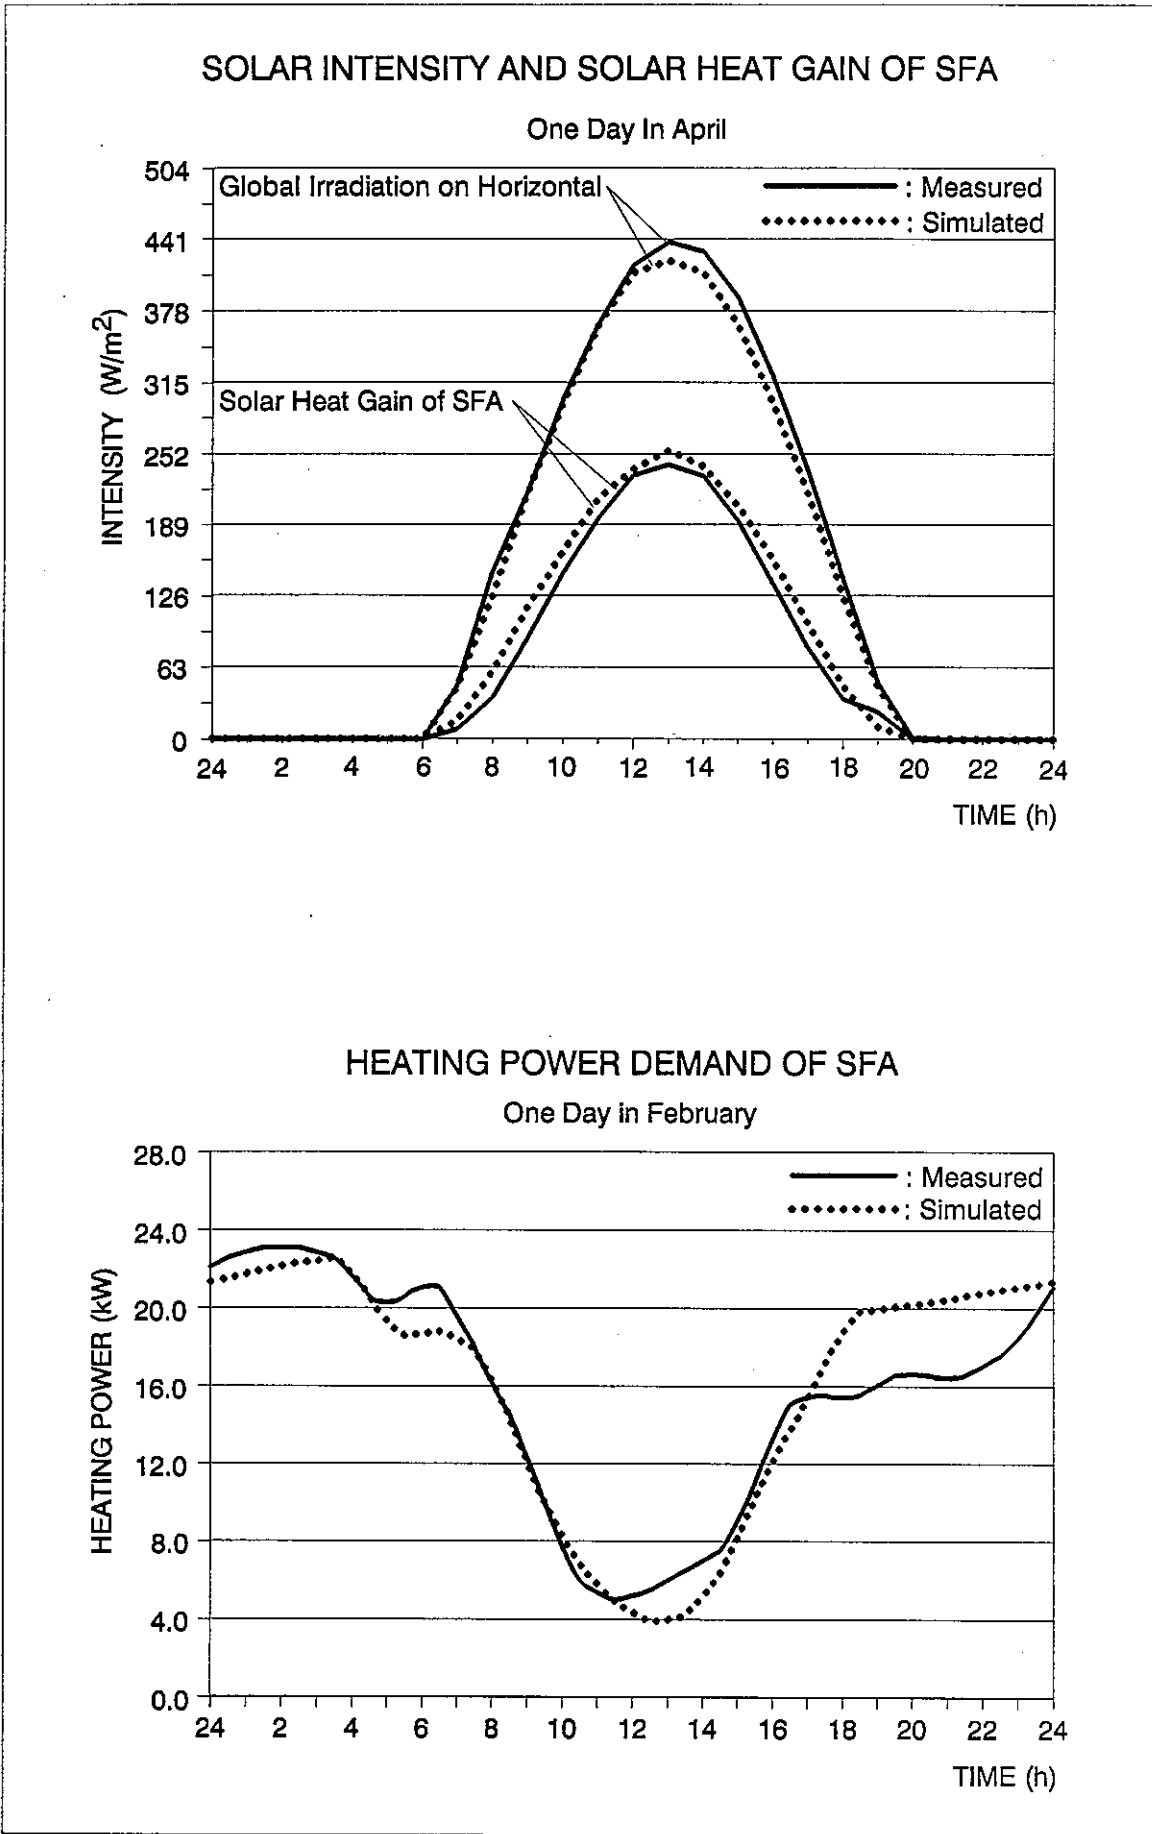 SOLAR INTENSITY AND SOLAR HEAT GAIN OF SFA
One Day In April
504
441
378
315
252
189
126
63
0
INTENSITY (W/m²)
Global Irradiation on Horizontal
: Measured
: Simulated
Solar Heat Gain of SFA
24 2 4 6 8 10 12 14 16 18 20 22 24
TIME (h)
HEATING POWER DEMAND OF SFA
One Day in February
28.0
24.0
20.0
16.0
12.0
8.0
4.0
0.0
HEATING POWER (kW)
: Measured
: Simulated
24 2 4 6 8 10 12 14 16 18 20 22 24
TIME (h)